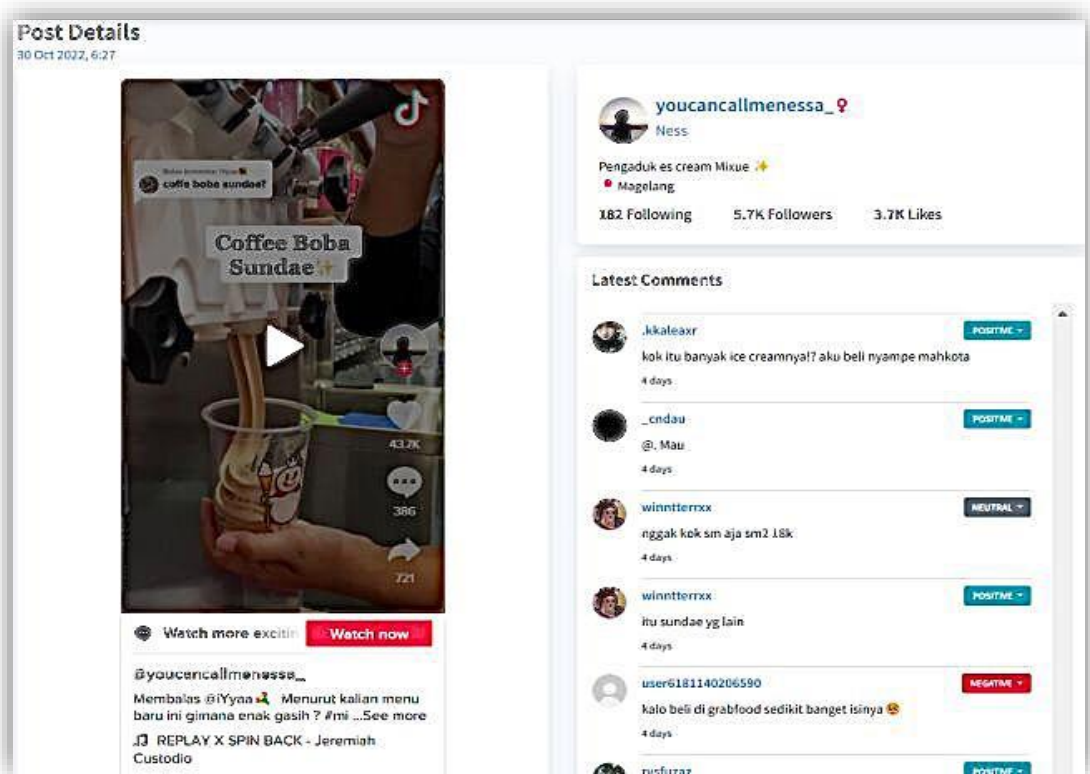 Post Details
30 Oct 2022, 6:27
coffe boba sundae?
Coffee Boba
Sundae
43.7K
386
721
Watch more exciti
Watch now
@youcancallmenessa_
Membalas @iYyaa Menurut kalian menu
baru ini gimana enak gasih ? #mi ...See more
REPLAY X SPIN BACK - Jeremiah
Custodio
youcancallmenessa_
Ness
Pengaduk es cream Mixue
Magelang
182 Following 5.7K Followers 3.7K Likes
Latest Comments
.kkaleaxr POSITIVE
kok itu banyak ice creamnya!? aku beli nyampe mahkota
4 days
_cndau POSITIVE
@. Mau
4 days
winntterrxx NEUTRAL
nggak kok sm aja sm2 18k
4 days
winntterrxx POSITIVE
itu sundae yg lain
4 days
user6181140206590 NEGATIVE
kalo beli di grabfood sedikit banget isinya
4 days
POSITIVE